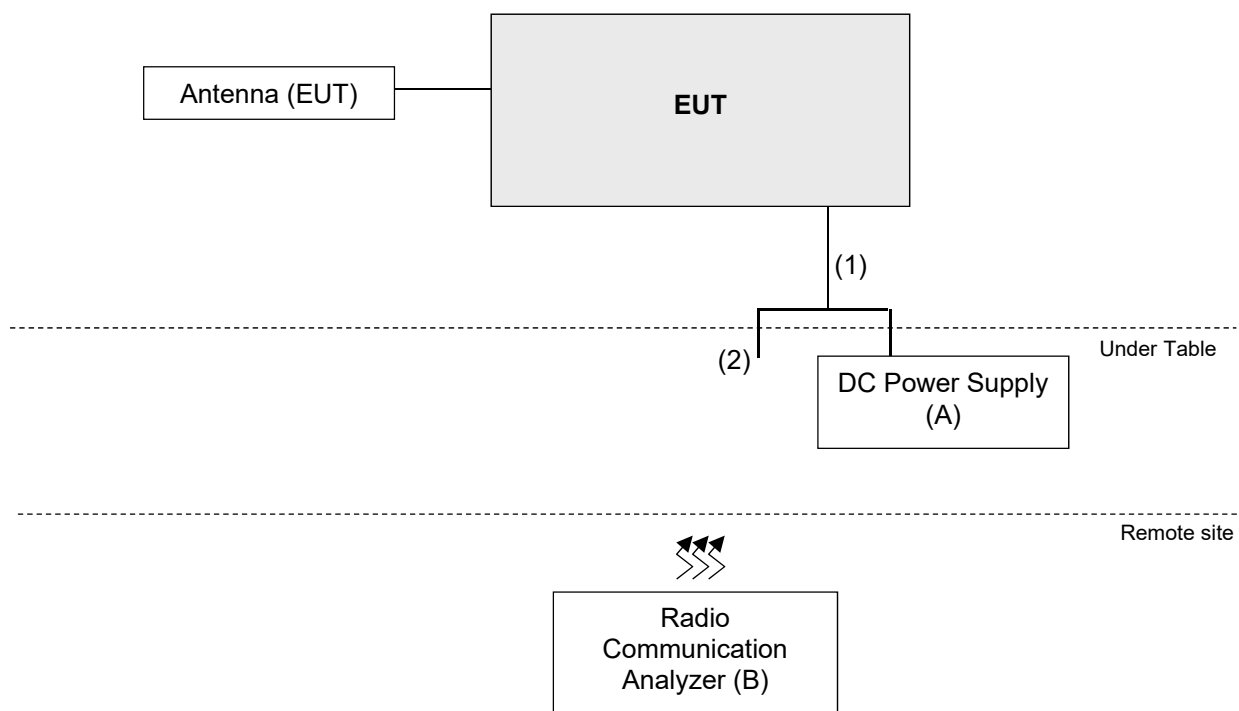 Antenna (EUT)
EUT
(1)
(2)
Under Table
DC Power Supply
(A)
Remote site
Radio
Communication
Analyzer (B)